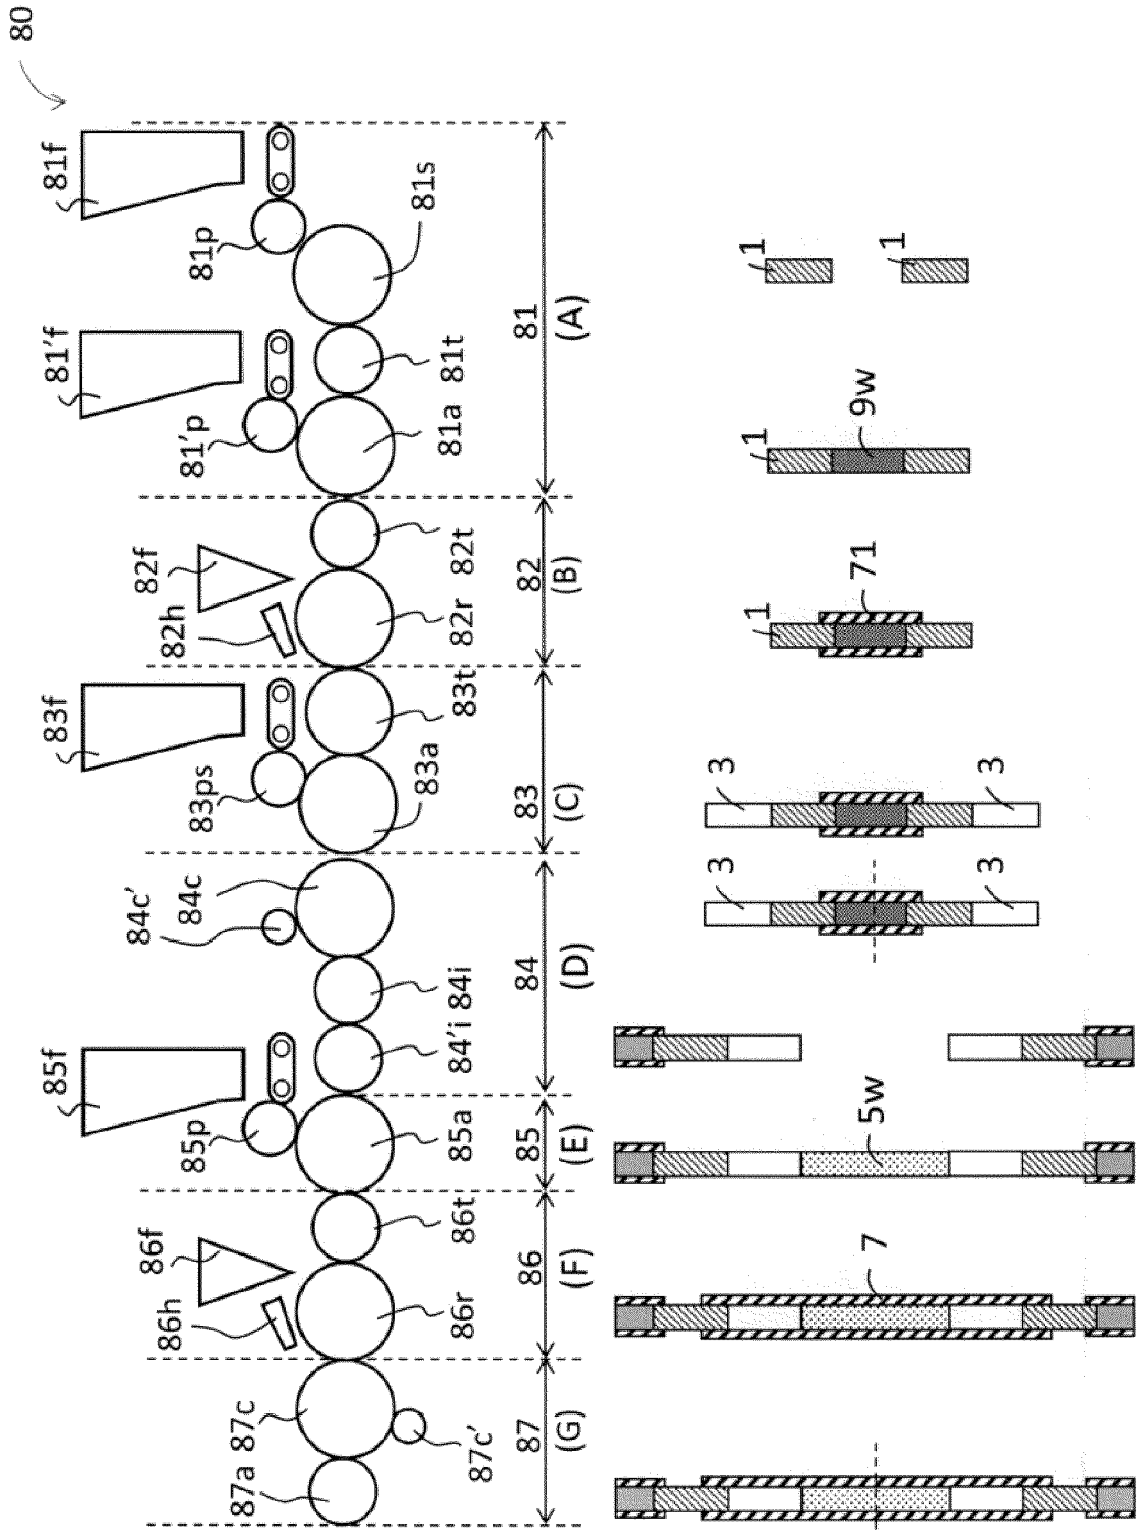 80
81f
81'f
83f
85f
81p
81'p
82f
82h
83ps
84c'
84c
85p
86f
86h
87c
87a
81s
81t
81a
82t
82r
83t
83a
84i
84'i
85a
86t
86r
87c'
81
(A)
82
(B)
83
(C)
84
(D)
85
(E)
86
(F)
87
(G)
1
1
1
9w
1
71
3
3
3
3
5w
7